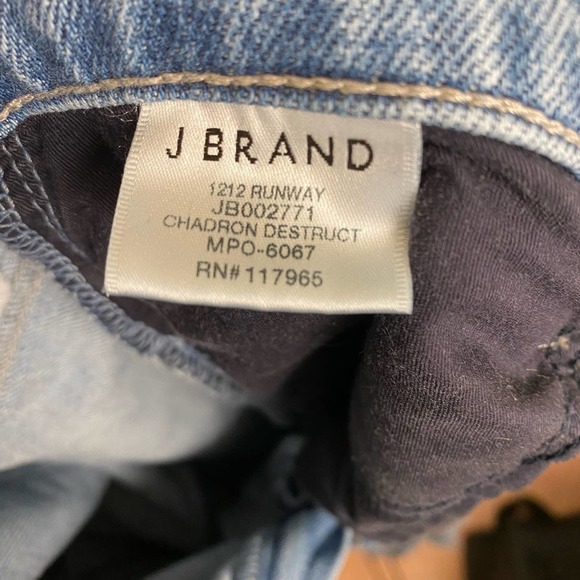 J BRAND
1212 RUNWAY
JB002771
CHADRON DESTRUCT
MPO-6067
RN# 117965